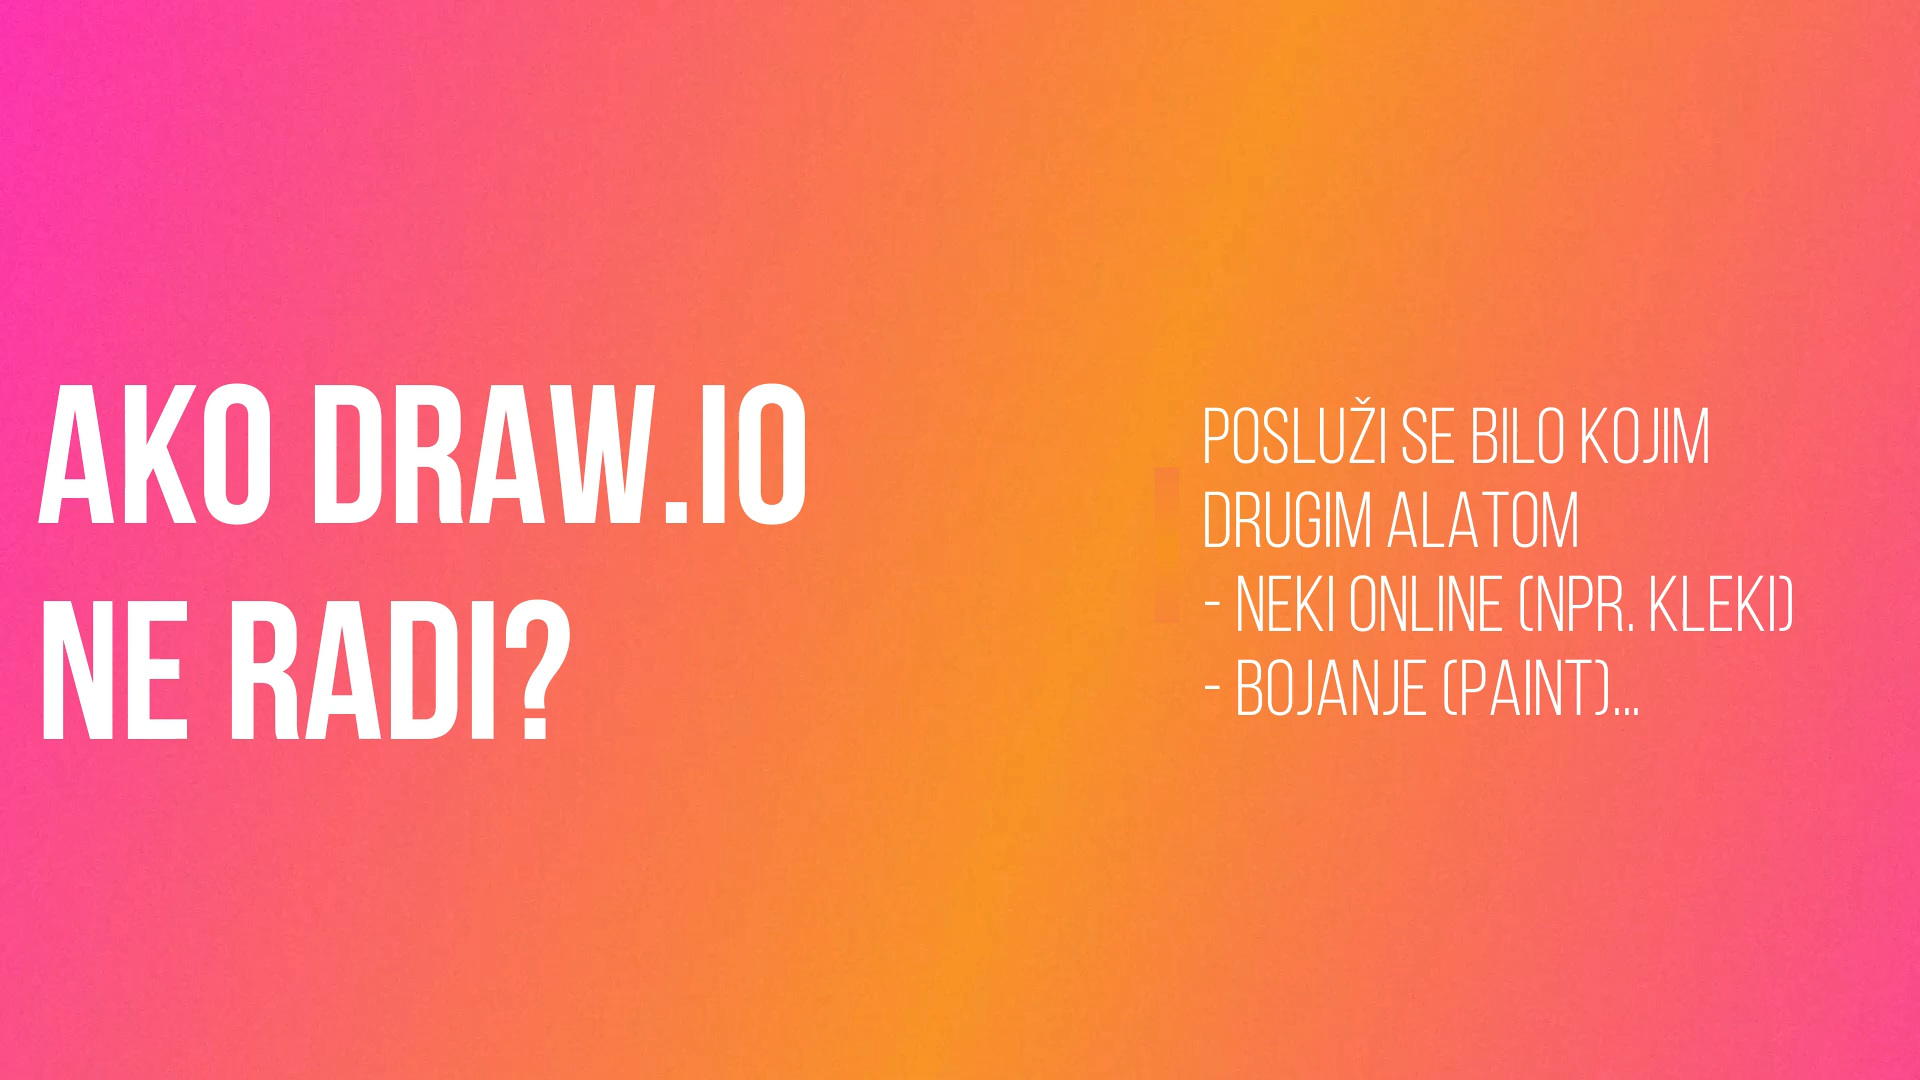 AKO DRAW.IO
NE RADI?
POSLUŽI SE BILO KOJIM
DRUGIM ALATOM
- NEKI ONLINE (NPR. KLEKI)
- BOJANJE (PAINT)...